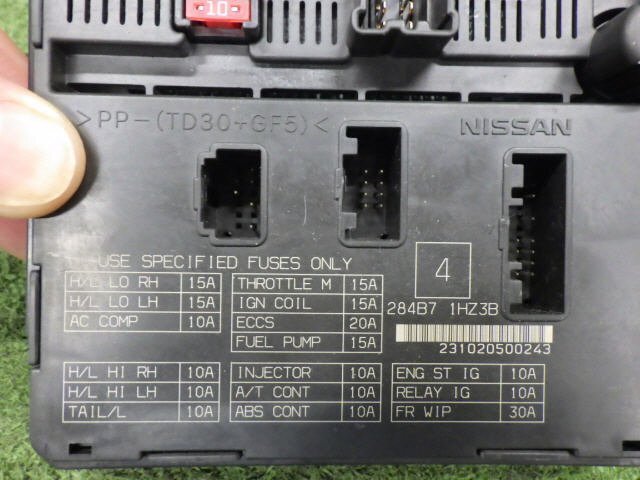 10
>PP-(TD30+GF5)<
NISSAN
USE SPECIFIED FUSES ONLY
H/L LO RH 15A
H/L LO LH 15A
AC COMP 10A
THROTTLE M 15A
IGN COIL 15A
ECCS 20A
FUEL PUMP 15A
4
284B7 1HZ3B
231020500243
H/L HI RH 10A
H/L HI LH 10A
TAIL/L 10A
INJECTOR 10A
A/T CONT 10A
ABS CONT 10A
ENG ST IG 10A
RELAY IG 10A
FR WIP 30A